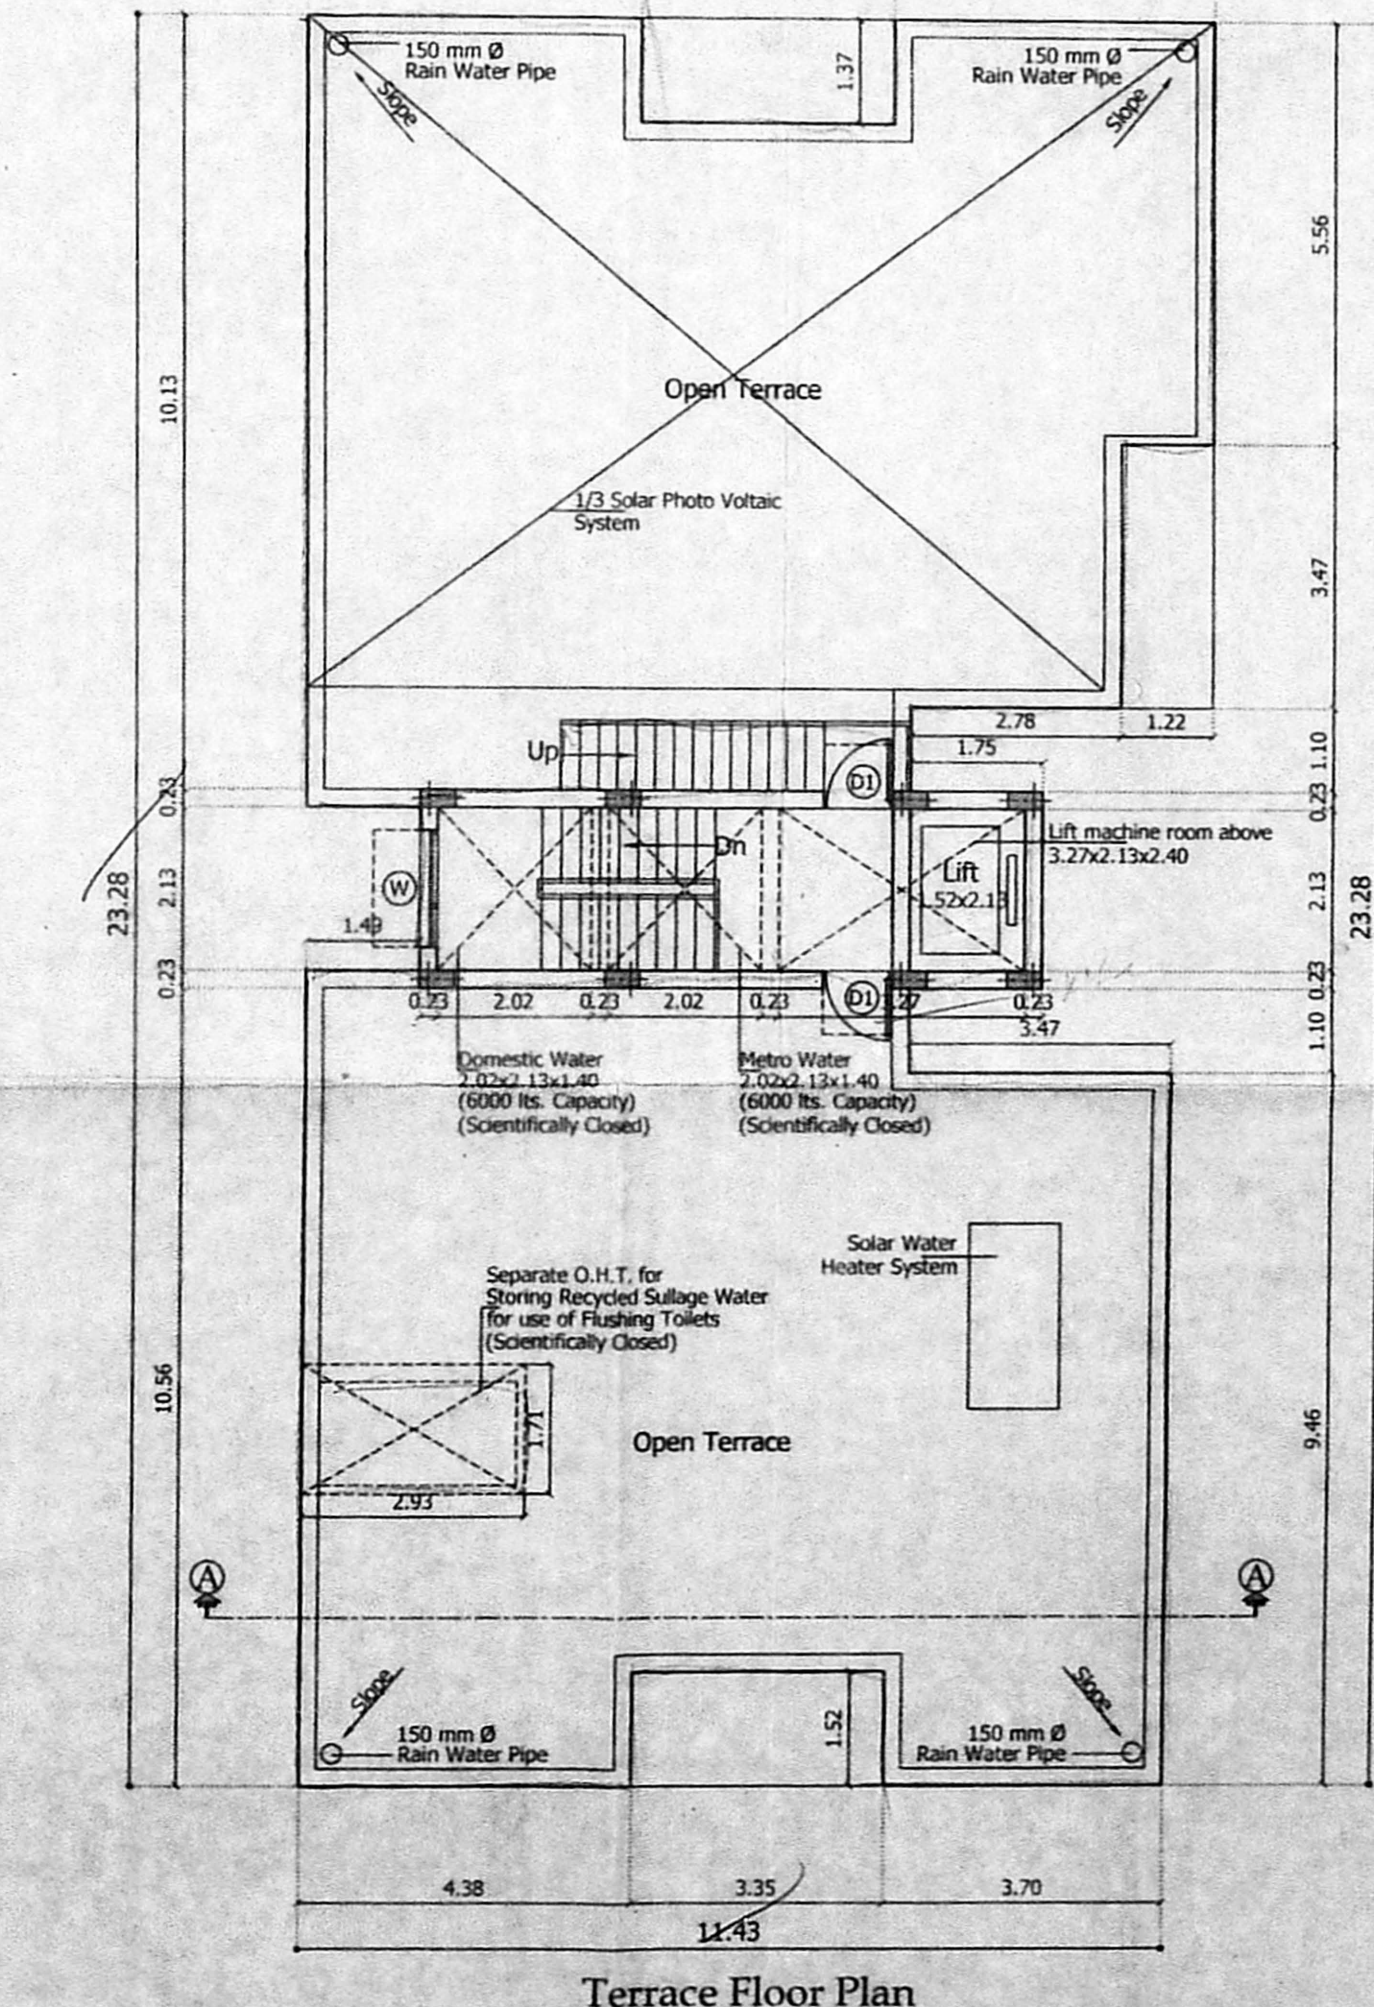 150 mm Ø
Rain Water Pipe
Slope
1.37
150 mm Ø
Rain Water Pipe
Slope
5.56
10.13
Open Terrace
1/3 Solar Photo Voltaic
System
3.47
2.78
1.22
1.75
1.10
Up
D1
0.23
0.23
Lift machine room above
3.27x2.13x2.40
Dn
Lift
1.52x2.13
W
2.13
23.28
1.49
2.13
23.28
0.23
0.23
0.23
2.02
0.23
2.02
0.23
D1
3.27
0.23
3.47
1.10
Domestic Water
2.02x2.13x1.40
(6000 lts. Capacity)
(Scientifically Closed)
Metro Water
2.02x2.13x1.40
(6000 lts. Capacity)
(Scientifically Closed)
Solar Water
Heater System
Separate O.H.T. for
Storing Recycled Sullage Water
for use of Flushing Toilets
(Scientifically Closed)
10.56
1.71
Open Terrace
9.46
2.93
A
A
Slope
150 mm Ø
Rain Water Pipe
1.52
Slope
150 mm Ø
Rain Water Pipe
4.38
3.35
3.70
11.43
Terrace Floor Plan